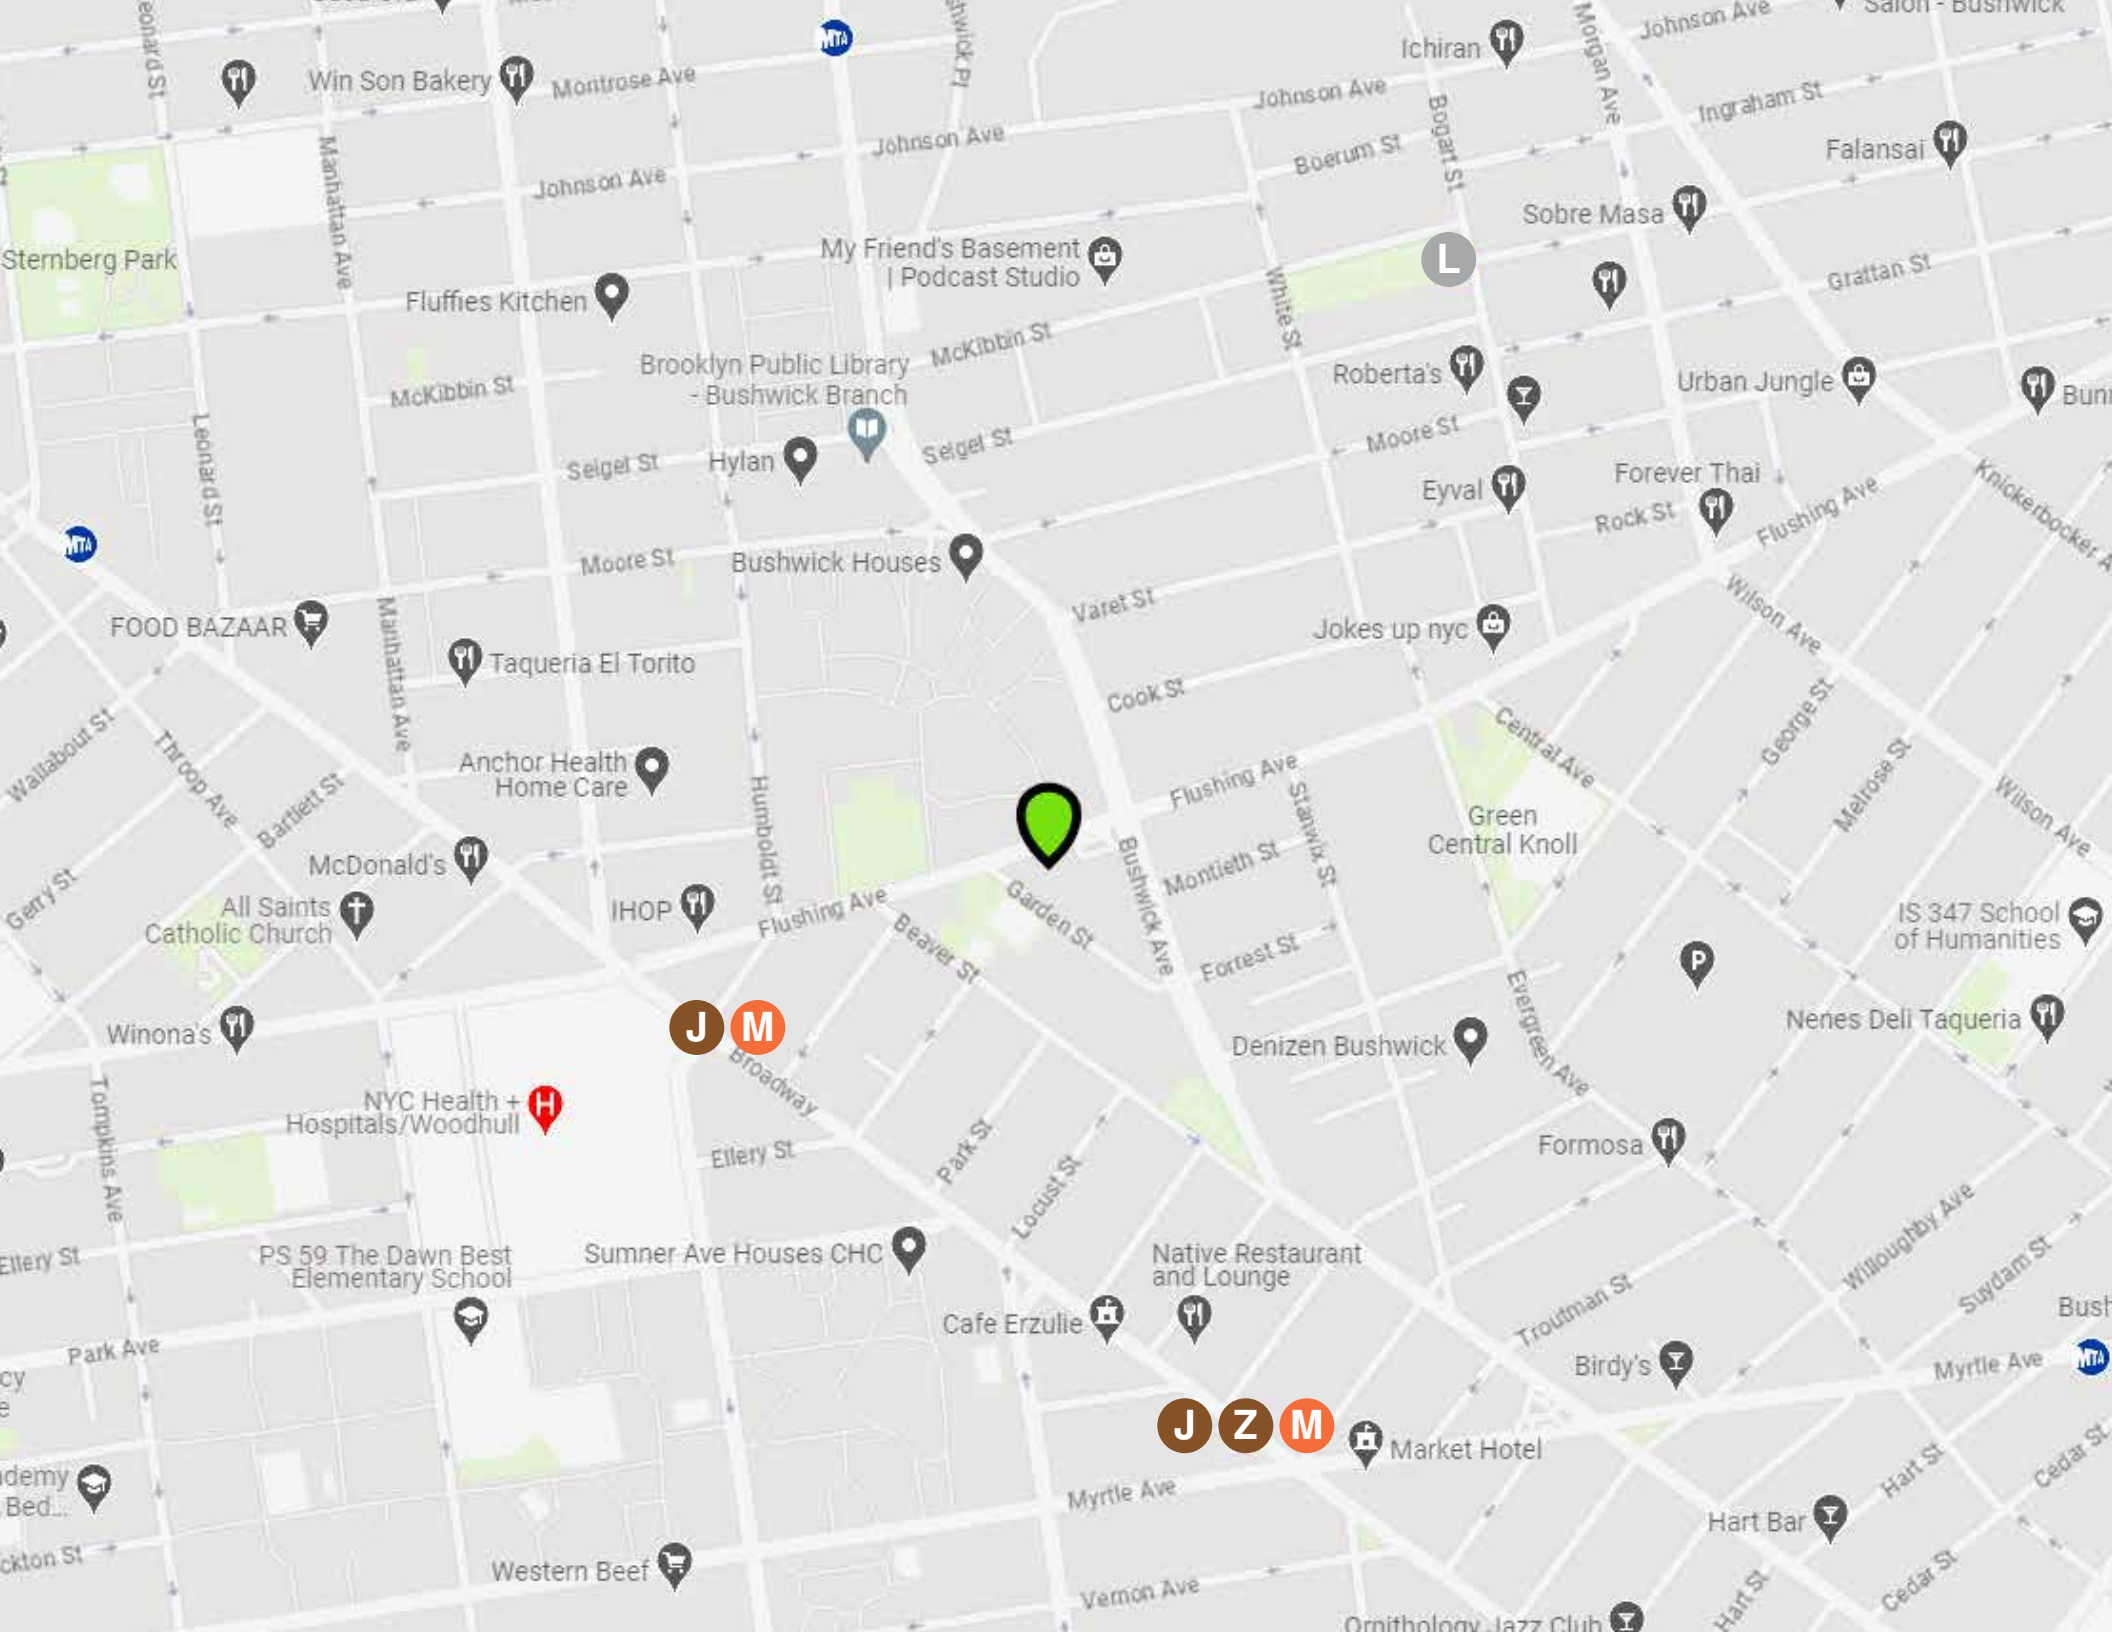 Salon - Bushwick
Johnson Ave
Leonard St
MTA
Ichiran
Morgan Ave
Win Son Bakery
Montrose Ave
Johnson Ave
Bogart St
Ingraham St
Johnson Ave
Boerum St
Falansai
Manhattan Ave
Johnson Ave
Sobre Masa
Sternberg Park
My Friend's Basement
| Podcast Studio
L
Grattan St
Fluffies Kitchen
White St
McKibbin St
Brooklyn Public Library
- Bushwick Branch
Roberta's
Urban Jungle
McKibbin St
Leonard St
Seigel St
Moore St
Seigel St
Hylan
Forever Thai
Eyval
Rock St
Flushing Ave
Knickerbocker
MTA
Moore St
Bushwick Houses
Varet St
Wilson Ave
FOOD BAZAAR
Manhattan Ave
Jokes up nyc
Taqueria El Torito
Cook St
Wallabout St
Throop Ave
Central Ave
George St
Melrose St
Anchor Health
Home Care
Humboldt St
Flushing Ave
Stanwix St
Bartlett St
Green
Central Knoll
Wilson Ave
McDonald's
Bushwick Ave
Montieth St
Gerry St
All Saints
Catholic Church
IHOP
Flushing Ave
Garden St
Beaver St
IS 347 School
of Humanities
Forrest St
P
Evergreen Ave
Winona's
J M
Broadway
Denizen Bushwick
Nenes Deli Taqueria
NYC Health +
Hospitals/Woodhull
H
Tompkins Ave
Ellery St
Park St
Formosa
Locust St
Willoughby Ave
Ellery St
PS 59 The Dawn Best
Elementary School
Sumner Ave Houses CHC
Native Restaurant
and Lounge
Suydam St
Cafe Erzulie
Troutman St
Park Ave
Birdy's
Myrtle Ave
MTA
J Z M
Market Hotel
Myrtle Ave
Hart St
Cedar St
Bed...
Hart Bar
Western Beef
Vernon Ave
Hart St
Cedar St
Ornithology Jazz Club